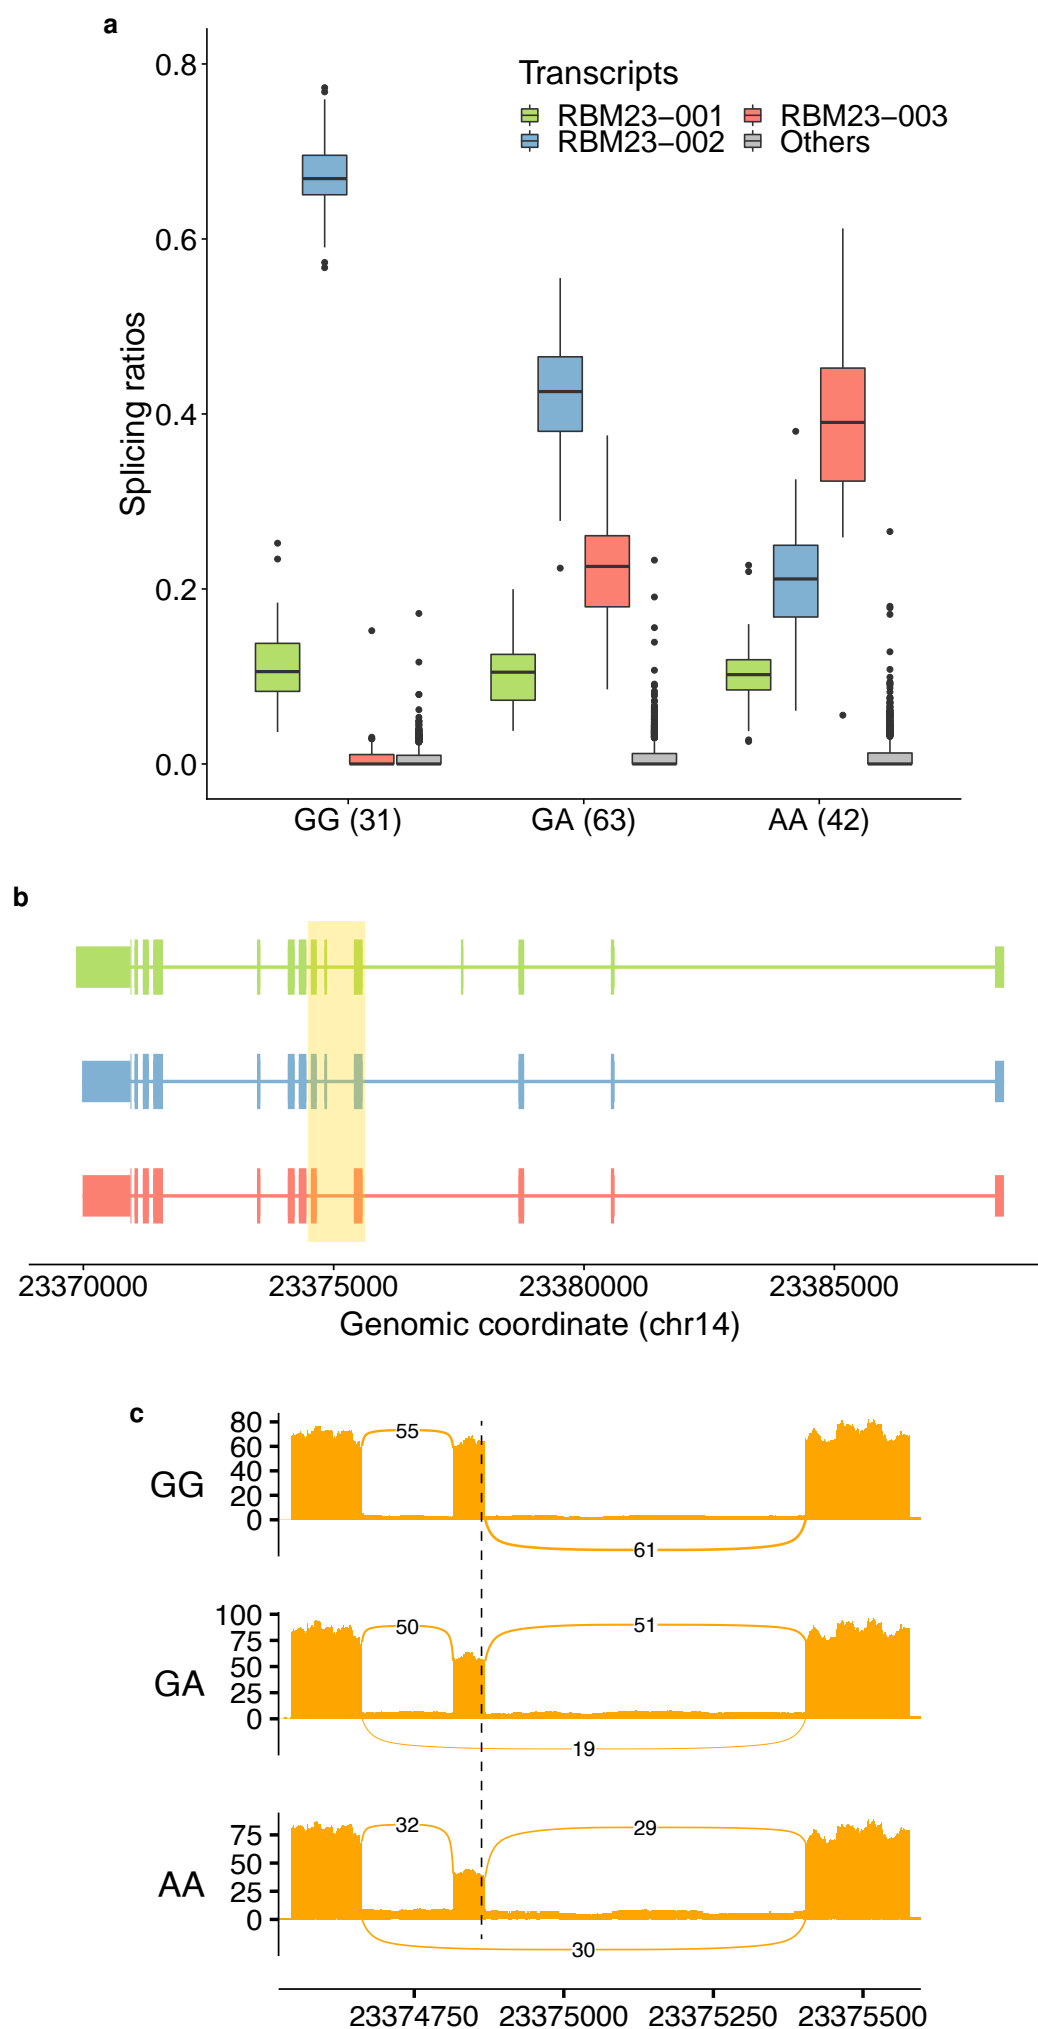 a
Transcripts
RBM23−001 RBM23−003
RBM23−002 Others
Splicing ratios
0.8
0.6
0.4
0.2
0.0
GG (31) GA (63) AA (42)
b
23370000 23375000 23380000 23385000
Genomic coordinate (chr14)
c
GG
80
60
40
20
0
55
61
GA
100
75
50
25
0
50 51
19
AA
75
50
25
0
32 29
30
23374750 23375000 23375250 23375500